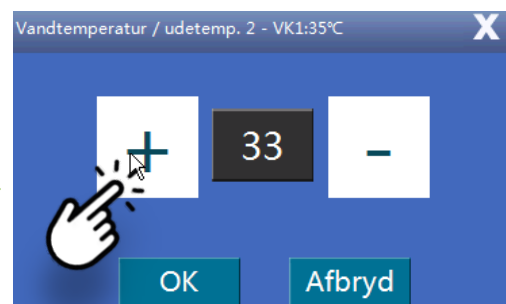 Vandtemperatur / udetemp. 2 - VK1:35℃ X
+ 33 -
OK Afbryd